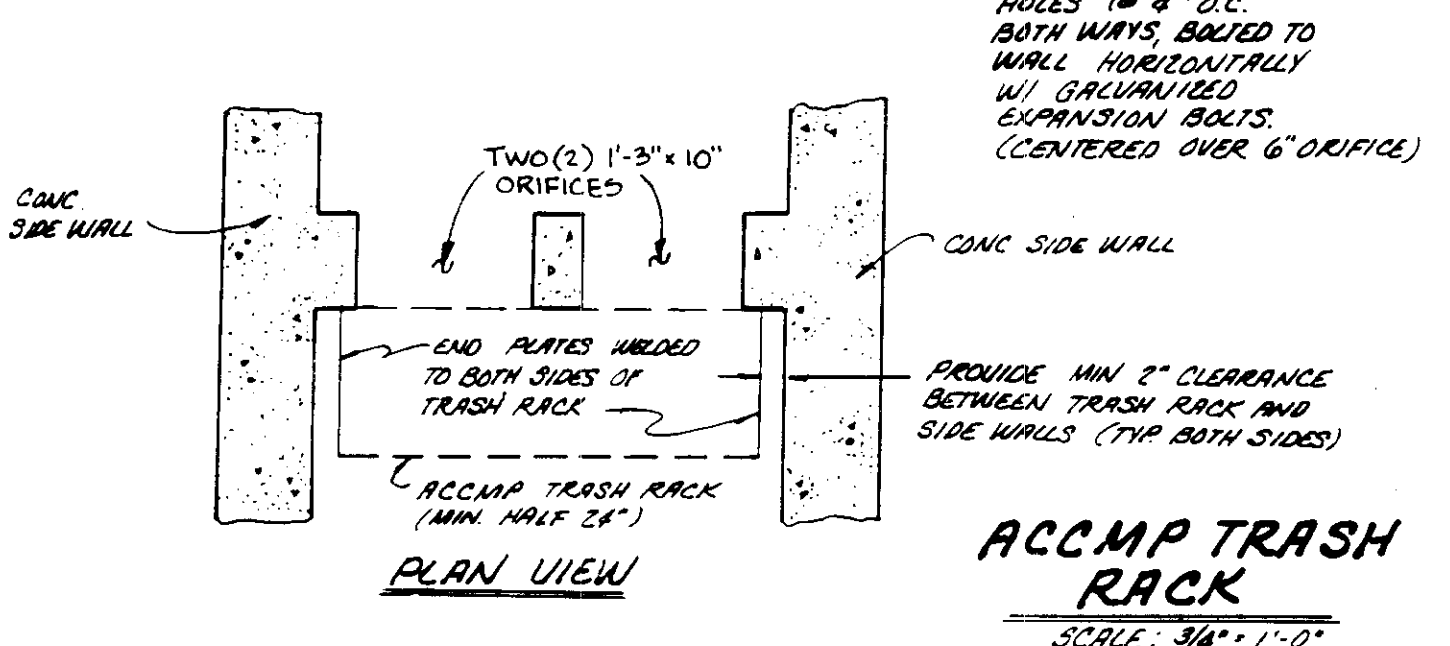 HOLES @ 4" O.C.
BOTH WAYS, BOLTED TO
WALL HORIZONTALLY
W/ GALVANIZED
EXPANSION BOLTS.
(CENTERED OVER 6" ORIFICE)
TWO(2) 1'-3" x 10"
ORIFICES
CONC.
SIDE WALL
CONC SIDE WALL
END PLATES WELDED
TO BOTH SIDES OF
TRASH RACK
PROVIDE MIN 2" CLEARANCE
BETWEEN TRASH RACK AND
SIDE WALLS (TYP. BOTH SIDES)
ACCMP TRASH RACK
(MIN. HALF 24")
PLAN VIEW
ACCMP TRASH
RACK
SCALE: 3/4" = 1'-0"